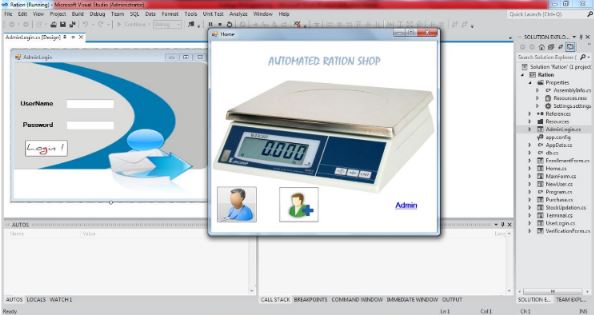 Ration (Running) - Microsoft Visual Studio (Administrator)
Quick Launch (Ctrl+Q)
File Edit View Project Build Debug Team SQL Data Format Tools Unit Test Analyze Window Help
Continue
Debug
AdminLogin.cs [Design]
AdminLogin
UserName
Password
Login !
Home
AUTOMATED RATION SHOP
0.000
Admin
SOLUTION EXPLO...
Search Solution Explorer (Ctrl+
Solution 'Ration' (1 project
Ration
Properties
AssemblyInfo.cs
Resources.resx
Settings.settings
References
Resources
AdminLogin.cs
app.config
AppData.cs
db.cs
EnrollmentForm.cs
Home.cs
MainForm.cs
NewUser.cs
Program.cs
Purchase.cs
StockUpdation.cs
Terminal.cs
UserLogin.cs
VerificationForm.cs
AUTOS
Name
Value
Lang
AUTOS LOCALS WATCH 1
CALL STACK BREAKPOINTS COMMAND WINDOW IMMEDIATE WINDOW OUTPUT
SOLUTION E... TEAM EXPL...
Ready
Ln 1
Col 1
Ch 1
INS